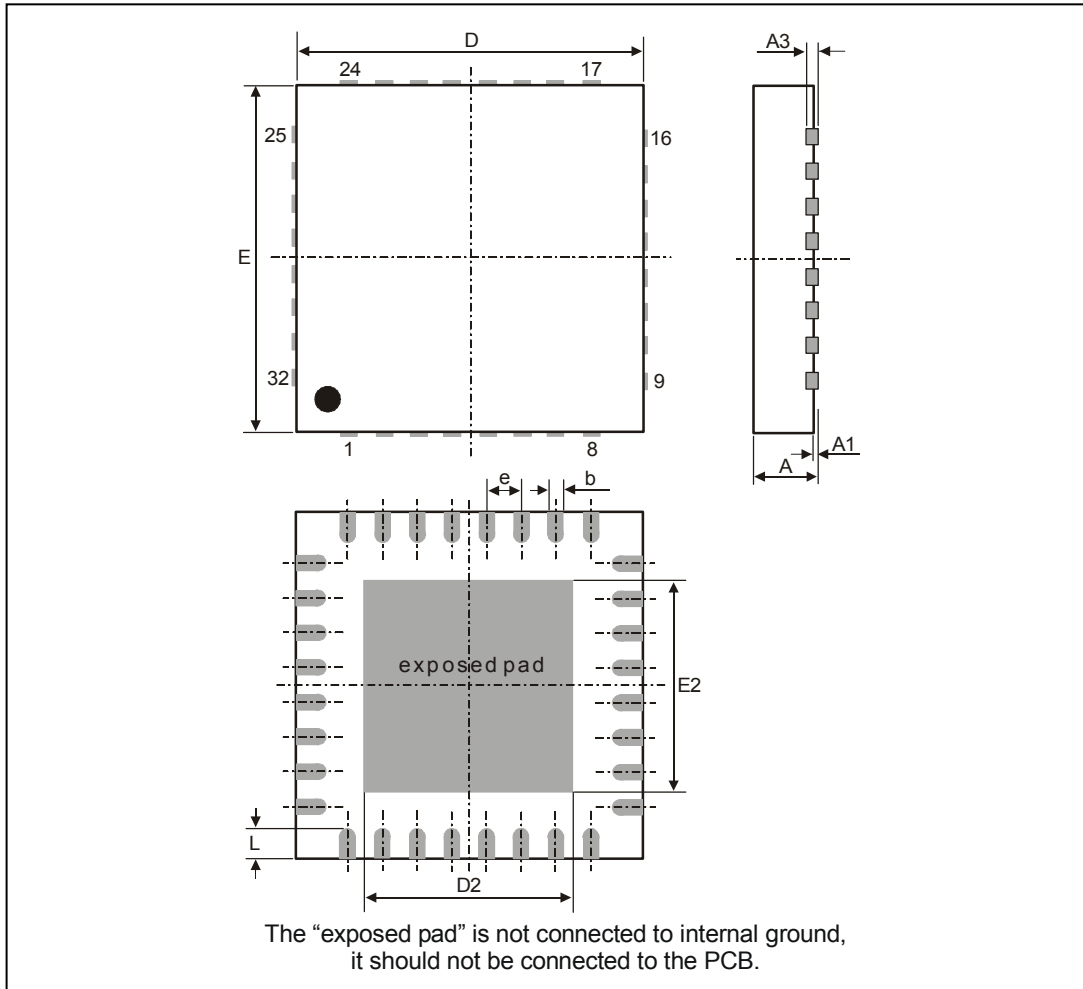 D
A3
24
17
25
16
E
32
9
1
8
A1
A
e
b
exposed pad
E2
L
D2
The “exposed pad” is not connected to internal ground,
it should not be connected to the PCB.